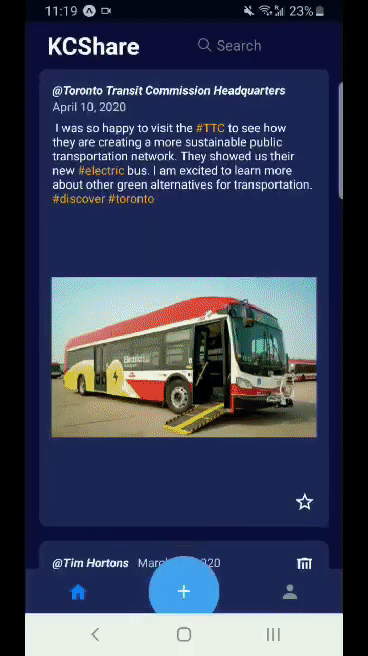 11:19 23%
KCShare Search
@Toronto Transit Commission Headquarters
April 10, 2020
I was so happy to visit the #TTC to see how
they are creating a more sustainable public
transportation network. They showed us their
new #electric bus. I am excited to learn more
about other green alternatives for transportation.
#discover #toronto
Electric
@Tim Hortons March 20
+